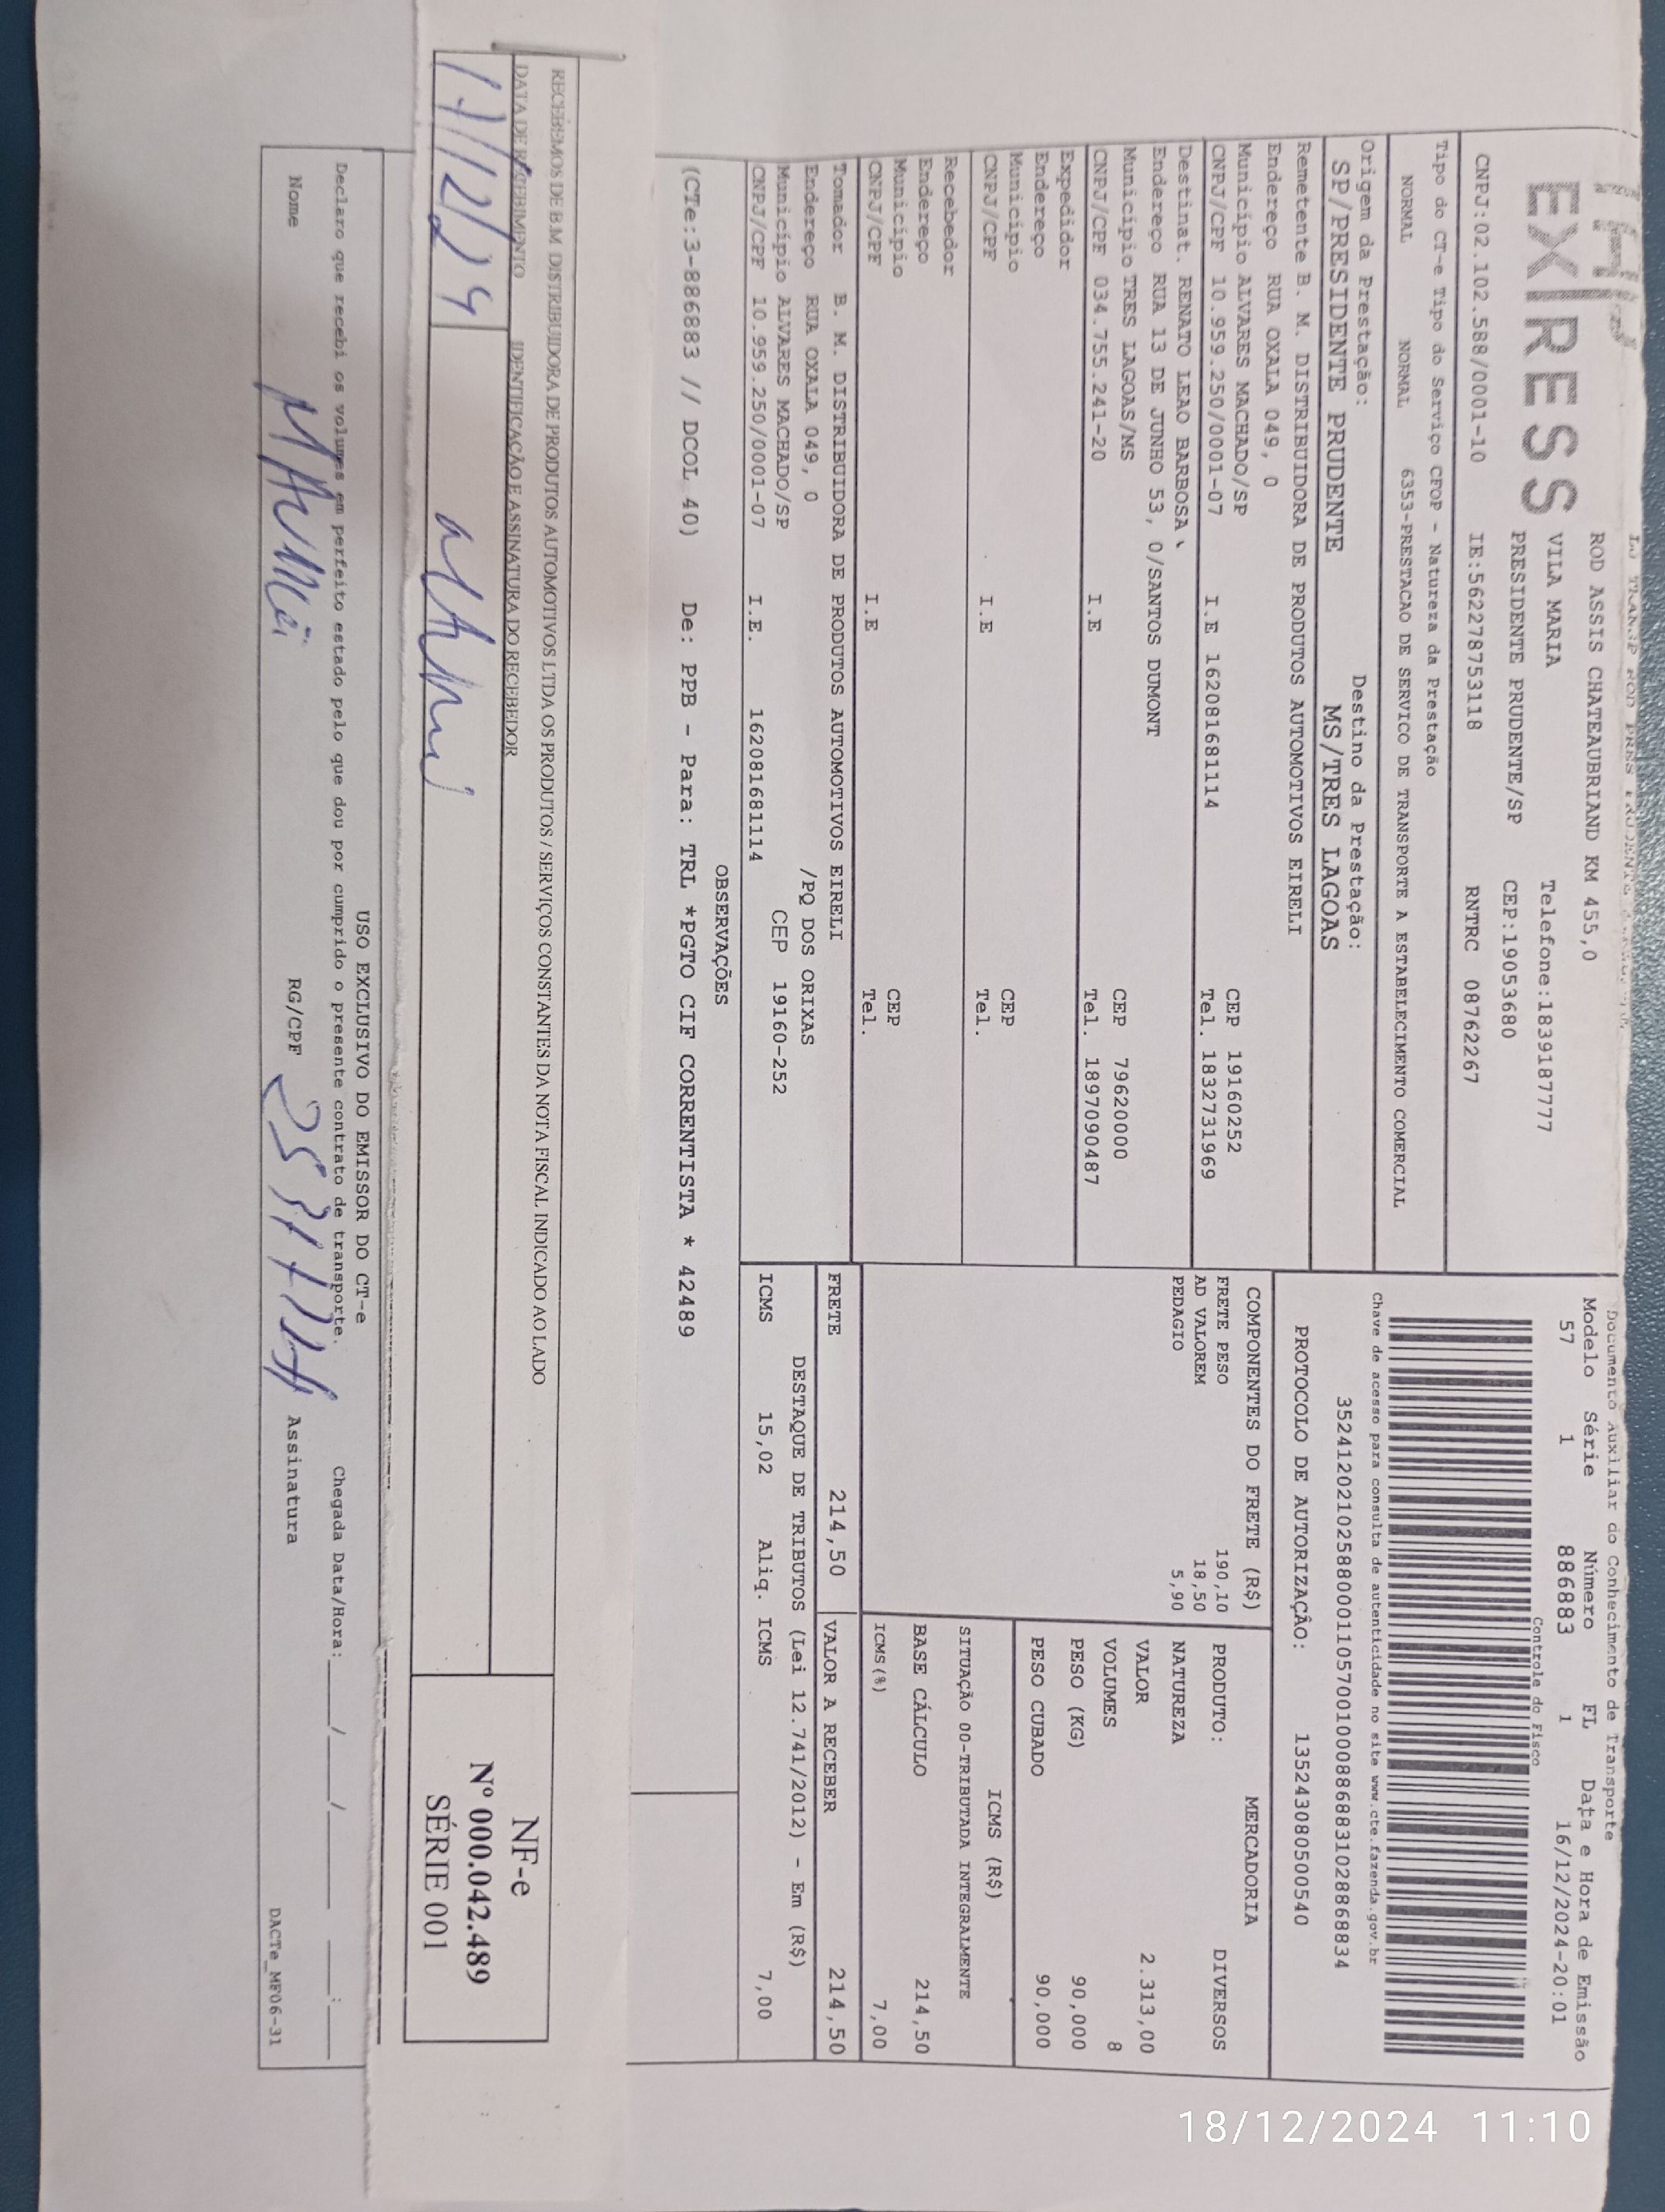 EXPRESS
ROD ASSIS CHATEAUBRIAND KM 455,0
VILA MARIA Telefone:1839187777
PRESIDENTE PRUDENTE/SP CEP:19053680
CNPJ:02.102.588/0001-10 IE:562278753118 RNTRC 08762267
Documento Auxiliar do Conhecimento de Transporte
Modelo Série Número FL Data e Hora de Emissão
57 1 886883 1 16/12/2024-20:01
Controle do Fisco
Tipo do CT-e Tipo do Serviço CFOP - Natureza da Prestação
NORMAL NORMAL 6353-PRESTACAO DE SERVICO DE TRANSPORTE A ESTABELECIMENTO COMERCIAL
Chave de acesso para consulta de autenticidade no site www.cte.fazenda.gov.br
35241202102588000110570010008868831028868834
Origem da Prestação: Destino da Prestação:
SP/PRESIDENTE PRUDENTE MS/TRES LAGOAS
PROTOCOLO DE AUTORIZAÇÃO: 135243080500540
Remetente B. M. DISTRIBUIDORA DE PRODUTOS AUTOMOTIVOS EIRELI
Endereço RUA OXALA 049, 0
Município ALVARES MACHADO/SP CEP 19160252
CNPJ/CPF 10.959.250/0001-07 I.E 162081681114 Tel. 1832731969
Destinat. RENATO LEAO BARBOSA
Endereço RUA 13 DE JUNHO 53, 0/SANTOS DUMONT
Município TRES LAGOAS/MS CEP 79620000
CNPJ/CPF 034.755.241-20 I.E Tel. 18970904​87
Expedidor
Endereço
Município CEP
CNPJ/CPF I.E Tel.
Recebedor
Endereço
Município CEP
CNPJ/CPF I.E Tel.
Tomador B. M. DISTRIBUIDORA DE PRODUTOS AUTOMOTIVOS EIRELI
Endereço RUA OXALA 049, 0 /PQ DOS ORIXAS
Município ALVARES MACHADO/SP CEP 19160-252
CNPJ/CPF 10.959.250/0001-07 I.E. 162081681114
COMPONENTES DO FRETE (R$)
FRETE PESO 190,10
AD VALOREM 18,50
PEDAGIO 5,90
MERCADORIA
PRODUTO: DIVERSOS
NATUREZA
VALOR 2.313,00
VOLUMES 8
PESO (KG) 90,000
PESO CUBADO 90,000
ICMS (R$)
SITUAÇÃO 00-TRIBUTADA INTEGRALMENTE
BASE CÁLCULO 214,50
ICMS(%) 7,00
FRETE 214,50 VALOR A RECEBER 214,50
DESTAQUE DE TRIBUTOS (Lei 12.741/2012) - Em (R$)
ICMS 15,02 Aliq. ICMS 7,00
OBSERVAÇÕES
(CTe:3-886883 // DCOL 40) De: PPB - Para: TRL *PGTO CIF CORRENTISTA * 42489
RECEBEMOS DE B.M. DISTRIBUIDORA DE PRODUTOS AUTOMOTIVOS LTDA OS PRODUTOS / SERVIÇOS CONSTANTES DA NOTA FISCAL INDICADO AO LADO
DATA DE RECEBIMENTO IDENTIFICAÇÃO E ASSINATURA DO RECEBEDOR
17/12/24
NF-e
Nº 000.042.489
SÉRIE 001
USO EXCLUSIVO DO EMISSOR DO CT-e
Declaro que recebi os volumes em perfeito estado pelo que dou por cumprido o presente contrato de transporte. Chegada Data/Hora:____/____/______ ___:____
Nome RG/CPF Assinatura
DACTe_MF06-31
18/12/2024 11:10